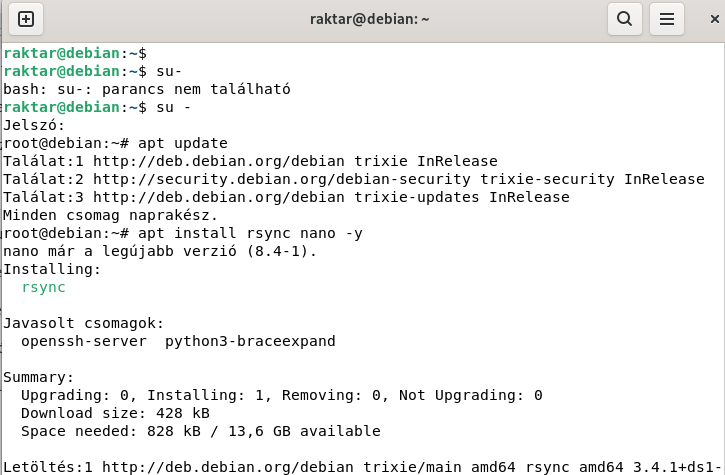 raktar@debian: ~
raktar@debian:~$
raktar@debian:~$ su-
bash: su-: parancs nem található
raktar@debian:~$ su -
Jelszó:
root@debian:~# apt update
Találat:1 http://deb.debian.org/debian trixie InRelease
Találat:2 http://security.debian.org/debian-security trixie-security InRelease
Találat:3 http://deb.debian.org/debian trixie-updates InRelease
Minden csomag naprakész.
root@debian:~# apt install rsync nano -y
nano már a legújabb verzió (8.4-1).
Installing:
  rsync

Javasolt csomagok:
  openssh-server  python3-braceexpand

Summary:
  Upgrading: 0, Installing: 1, Removing: 0, Not Upgrading: 0
  Download size: 428 kB
  Space needed: 828 kB / 13,6 GB available

Letöltés:1 http://deb.debian.org/debian trixie/main amd64 rsync amd64 3.4.1+ds1-